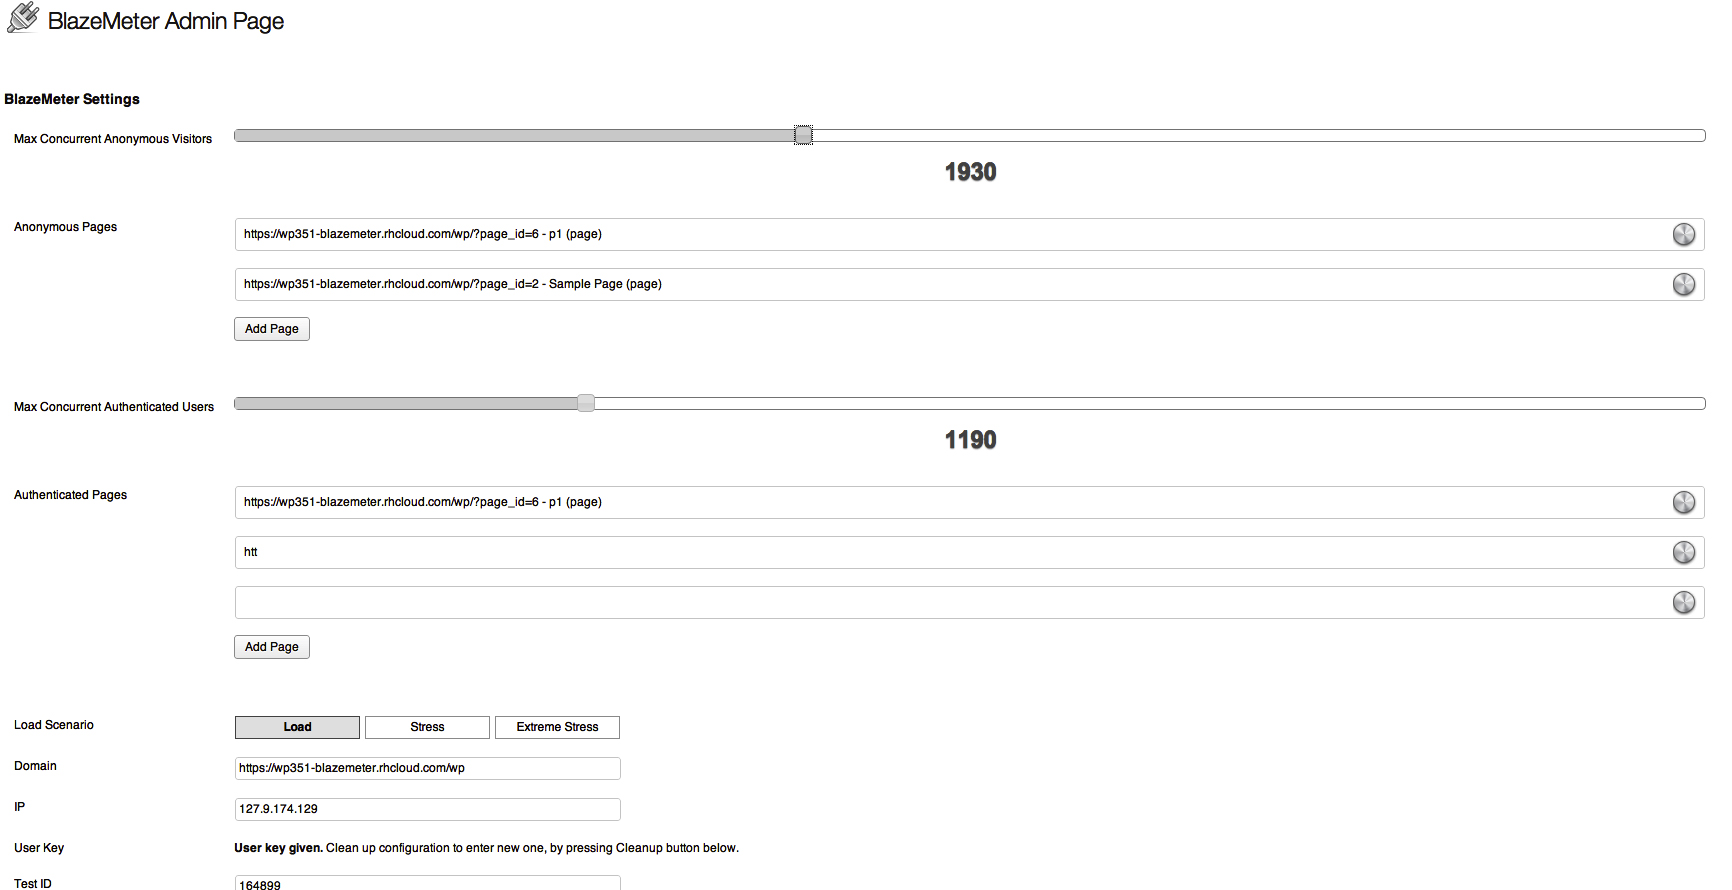 BlazeMeter Admin Page
BlazeMeter Settings
Max Concurrent Anonymous Visitors
1930
Anonymous Pages
https://wp351-blazemeter.rhcloud.com/wp/?page_id=6 - p1 (page)
https://wp351-blazemeter.rhcloud.com/wp/?page_id=2 - Sample Page (page)
Add Page
Max Concurrent Authenticated Users
1190
Authenticated Pages
https://wp351-blazemeter.rhcloud.com/wp/?page_id=6 - p1 (page)
htt
Add Page
Load Scenario Load Stress Extreme Stress
Domain https://wp351-blazemeter.rhcloud.com/wp
IP 127.9.174.129
User Key User key given. Clean up configuration to enter new one, by pressing Cleanup button below.
Test ID 164899